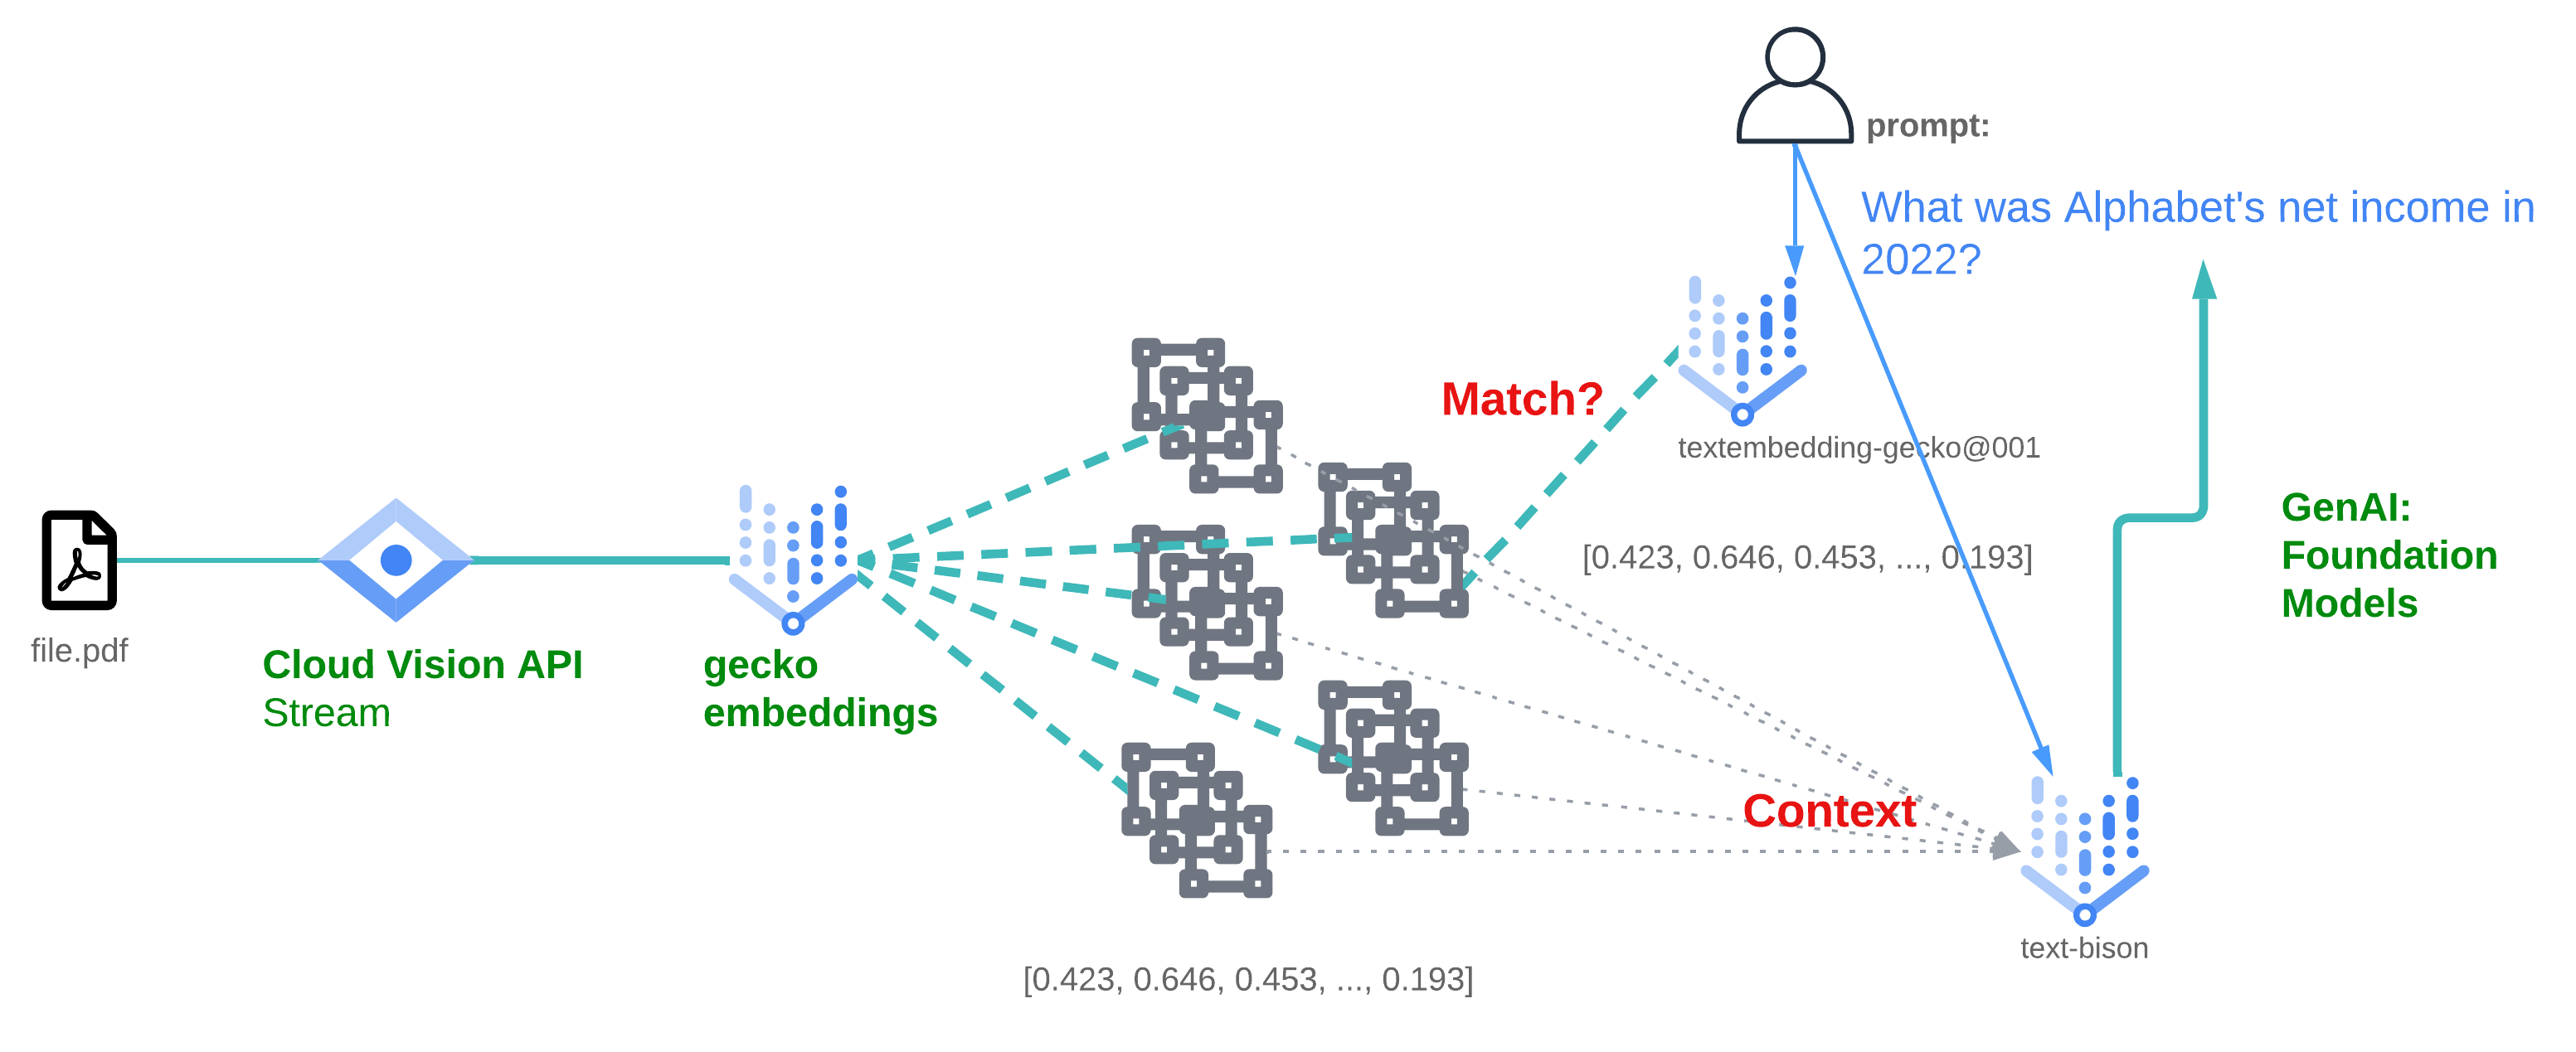 prompt:
What was Alphabet's net income in
2022?
Match?
textembedding-gecko@001
[0.423, 0.646, 0.453, ..., 0.193]
GenAI:
Foundation
Models
file.pdf
Cloud Vision API
Stream
gecko
embeddings
Context
text-bison
[0.423, 0.646, 0.453, ..., 0.193]